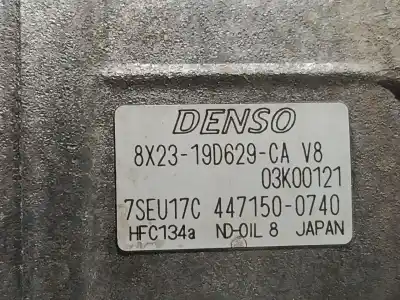 DENSO
8X23-19D629-CA V8
03K00121
7SEU17C 447150-0740
HFC134a ND-OIL 8 JAPAN